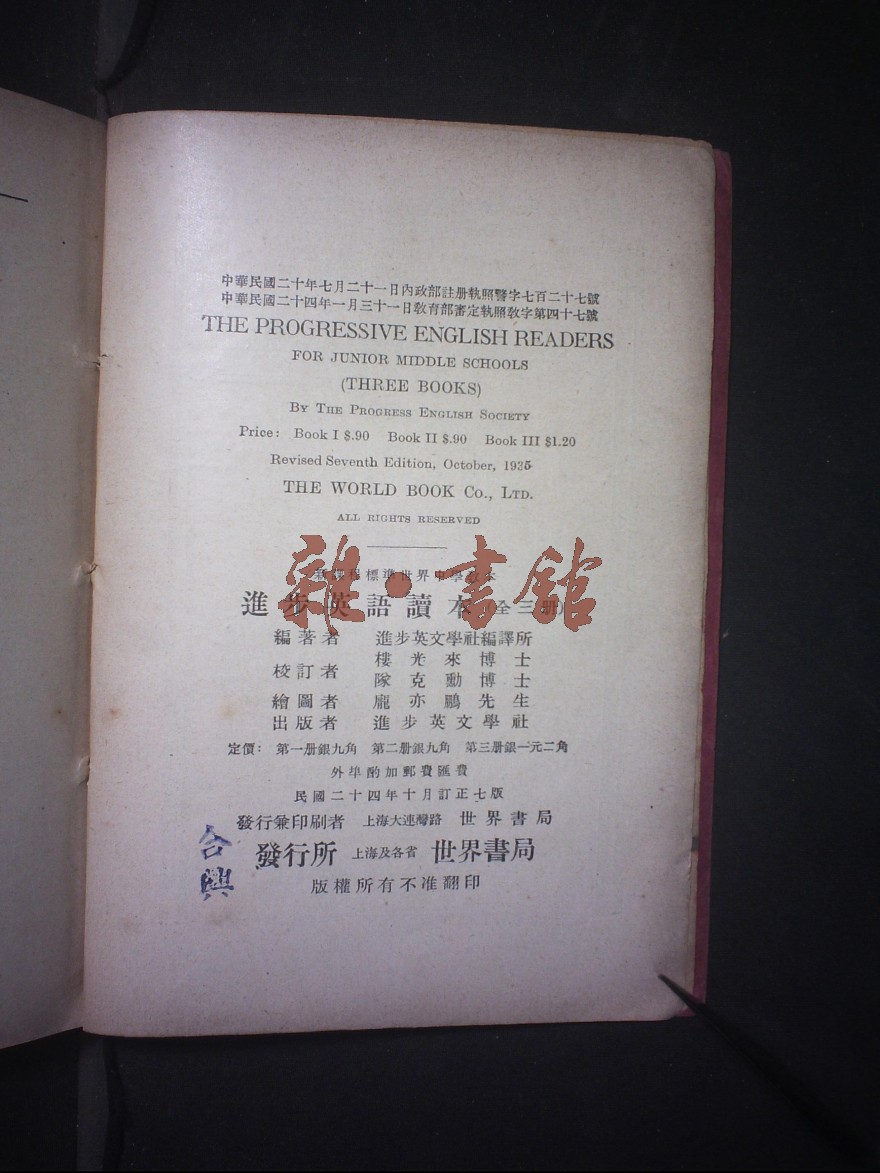 中華民國二十年七月二十一日內政部註册執照警字七百二十七號
中華民國二十四年一月三十一日教育部審定執照教字第四十七號
THE PROGRESSIVE ENGLISH READERS
FOR JUNIOR MIDDLE SCHOOLS
(THREE BOOKS)
BY THE PROGRESS ENGLISH SOCIETY
Price: Book I $.90 Book II $.90 Book III $1.20
Revised Seventh Edition, October, 1935
THE WORLD BOOK CO., LTD.
ALL RIGHTS RESERVED
雜·書館
標準世界中學
進步英語讀本(全三册)
編著者 進步英文學社編譯所
校訂者 樓光來博士
隊克勳博士
繪圖者 龐亦鵬先生
出版者 進步英文學社
定價: 第一册銀九角 第二册銀九角 第三册銀一元二角
外埠酌加郵費匯費
民國二十四年十月訂正七版
發行兼印刷者 上海大連灣路 世界書局
發行所 上海及各省 世界書局
版權所有不准翻印
合興